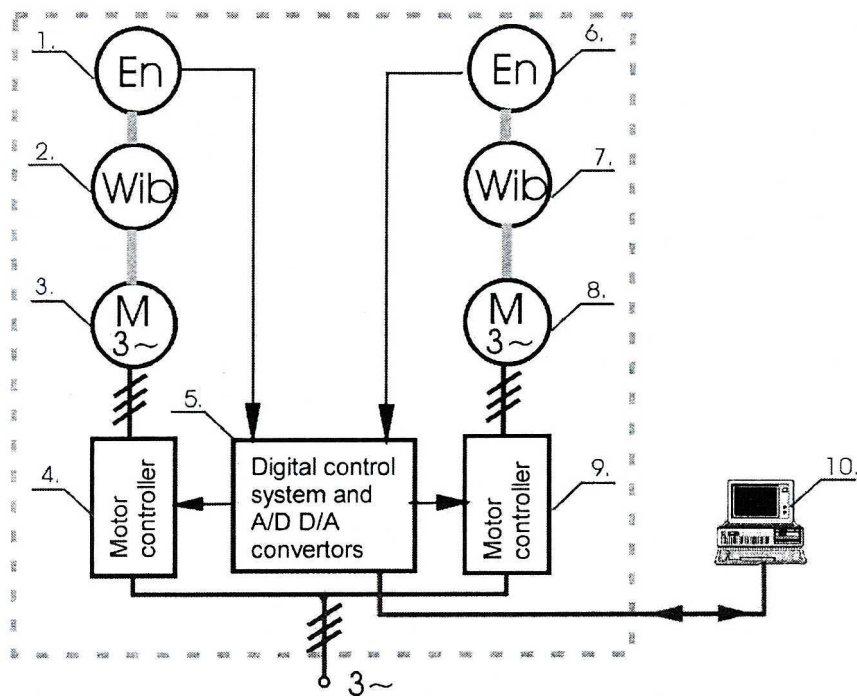 1.
En
6.
En
2.
Wib
7.
Wib
3.
M
3~
8.
M
3~
5.
4.
Motor
controller
Digital control
system and
A/D D/A
convertors
9.
Motor
controller
10.
3~